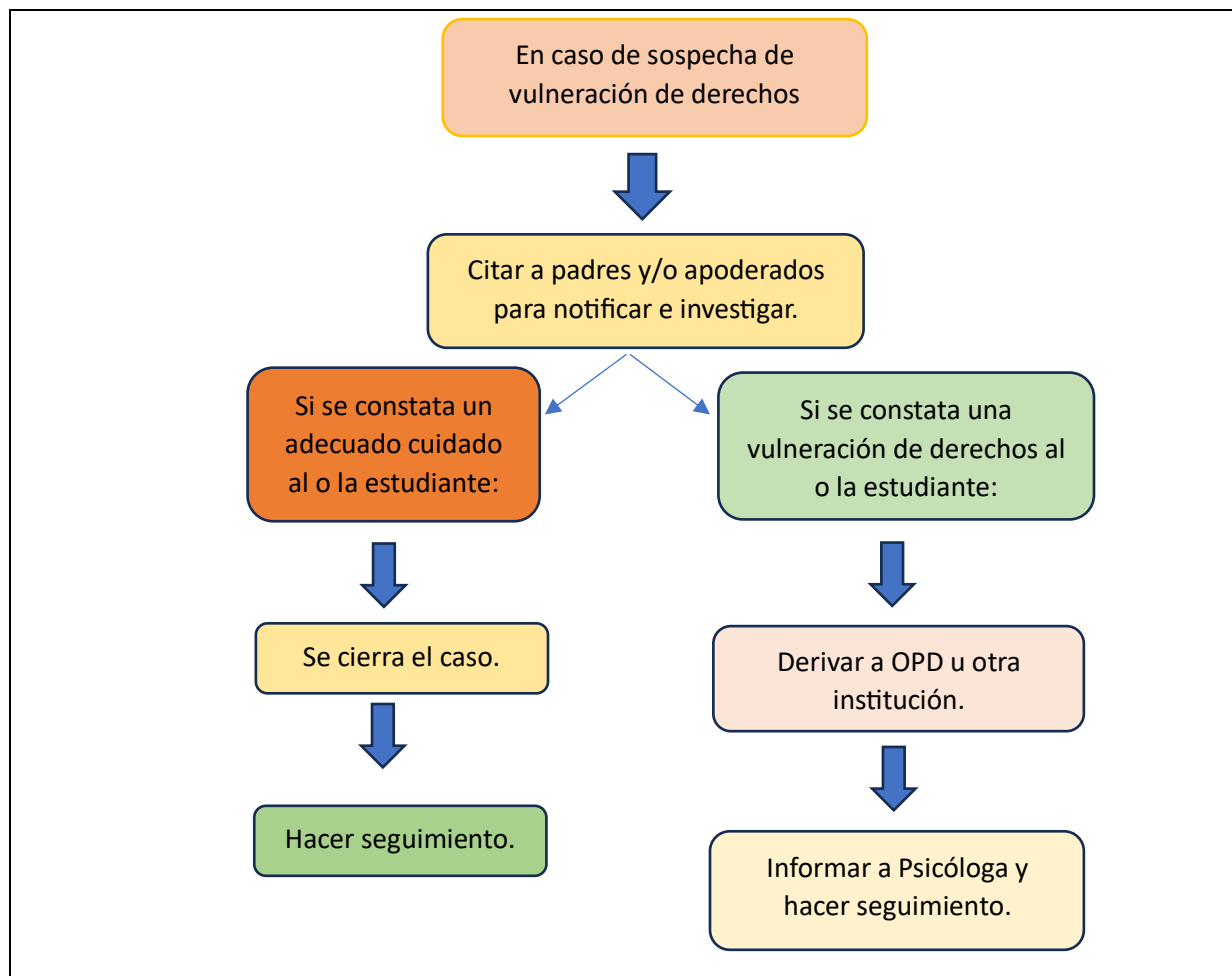 En caso de sospecha de
vulneración de derechos
Citar a padres y/o apoderados
para notificar e investigar.
Si se constata un
adecuado cuidado
al o la estudiante:
Se cierra el caso.
Hacer seguimiento.
Si se constata una
vulneración de derechos al
o la estudiante:
Derivar a OPD u otra
institución.
Informar a Psicóloga y
hacer seguimiento.